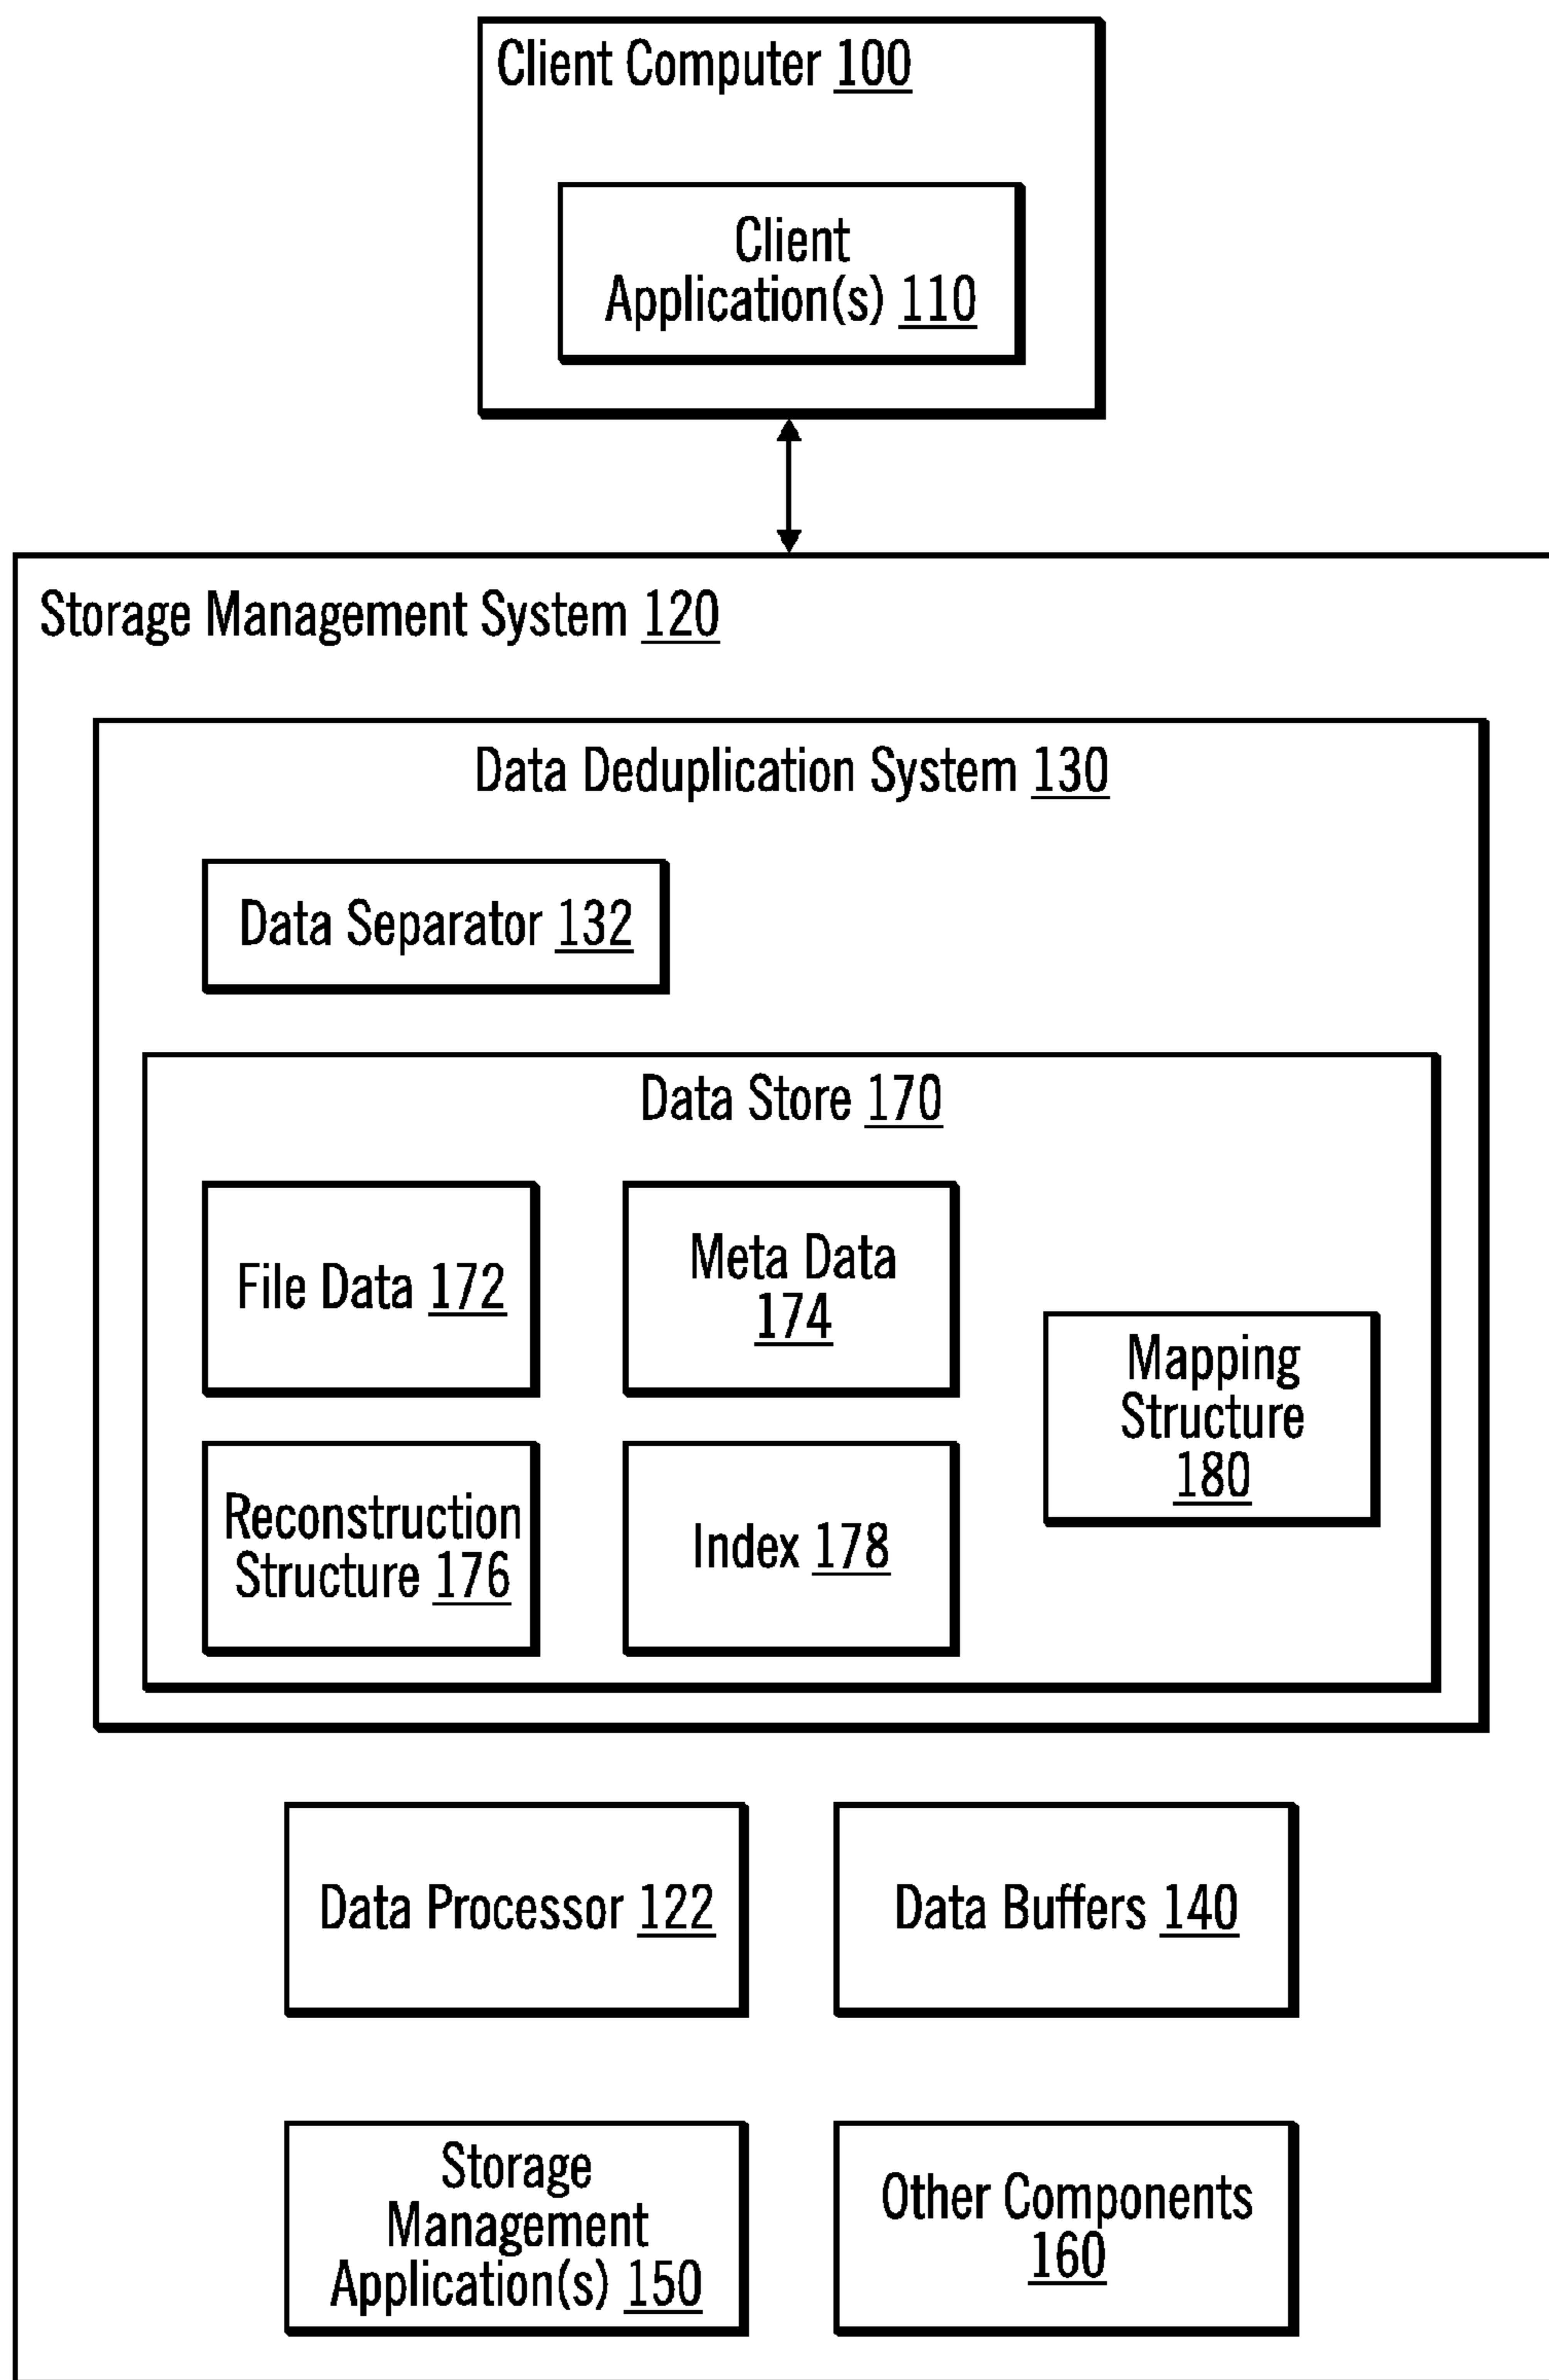 Client Computer 100
Client
Application(s) 110
Storage Management System 120
Data Deduplication System 130
Data Separator 132
Data Store 170
File Data 172
Meta Data
174
Mapping
Structure
180
Reconstruction
Structure 176
Index 178
Data Processor 122
Data Buffers 140
Storage
Management
Application(s) 150
Other Components
160